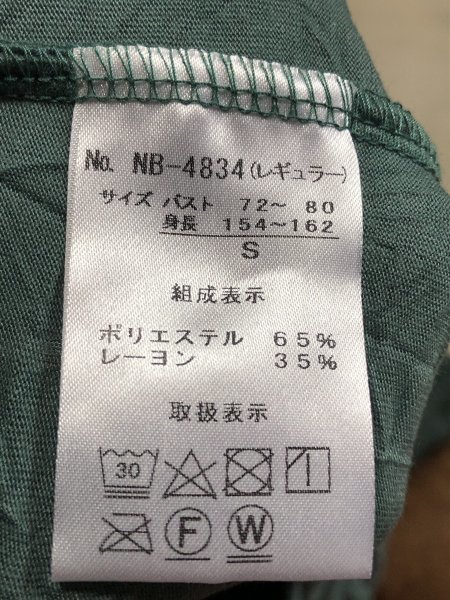 No. NB-4834(レギュラー)
サイズ バスト 72～ 80
身長 154～162
S
組成表示
ポリエステル 65%
レーヨン 35%
取扱表示
30
F W